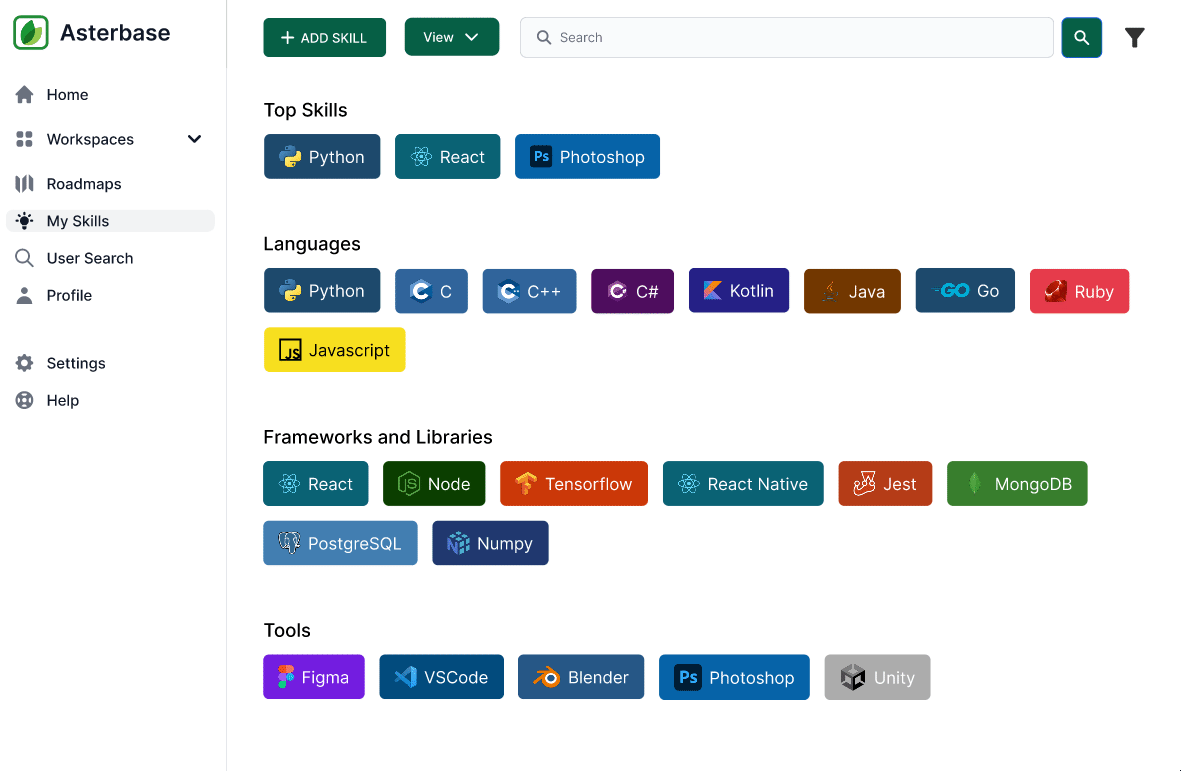 Asterbase
ADD SKILL
View
Search
Home
Workspaces
Roadmaps
My Skills
User Search
Profile
Settings
Help
Top Skills
Python React Ps Photoshop
Languages
Python C C C C++ C C# Kotlin Java GO Go Ruby
JS Javascript
Frameworks and Libraries
React JS Node Tensorflow React Native Jest MongoDB
PostgreSQL N Numpy
Tools
Figma VSCode Blender Ps Photoshop Unity